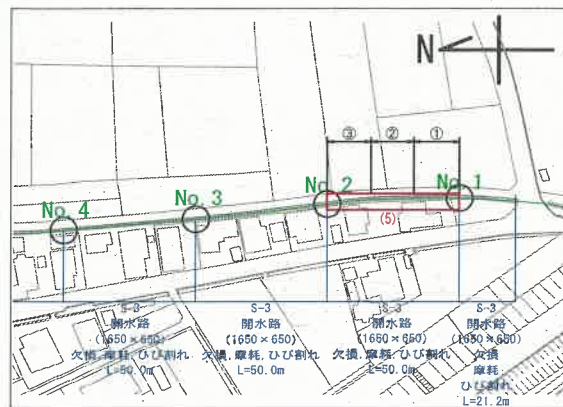 N
③ ② ①
No. 4
No. 3
No. 2
No. 1
(5)
S-3
開水路
(1650×650)
欠損, 摩耗, ひび割れ
L=50.0m
S-3
開水路
(1650×650)
欠損, 摩耗, ひび割れ
L=50.0m
S-3
開水路
(1660×650)
欠損, 摩耗, ひび割れ
L=50.0m
S-3
開水路
(1650×650)
欠損
摩耗
ひび割れ
L=21.2m